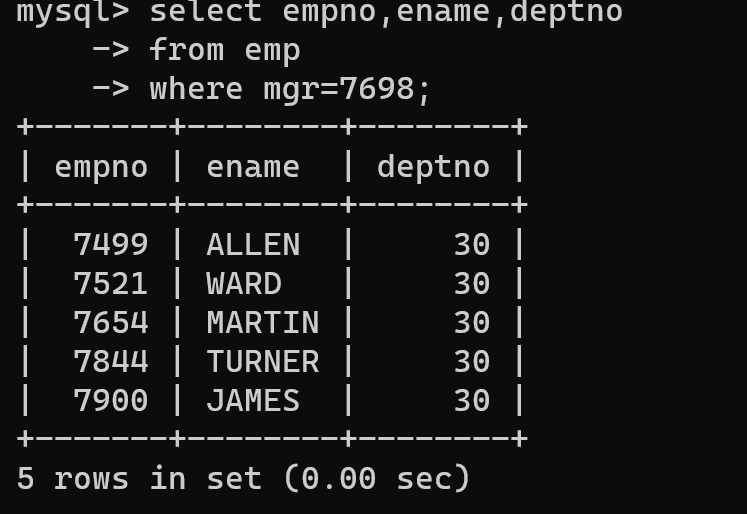 mysql> select empno,ename,deptno
    -> from emp
    -> where mgr=7698;
+-------+--------+--------+
| empno | ename  | deptno |
+-------+--------+--------+
|  7499 | ALLEN  |     30 |
|  7521 | WARD   |     30 |
|  7654 | MARTIN |     30 |
|  7844 | TURNER |     30 |
|  7900 | JAMES  |     30 |
+-------+--------+--------+
5 rows in set (0.00 sec)